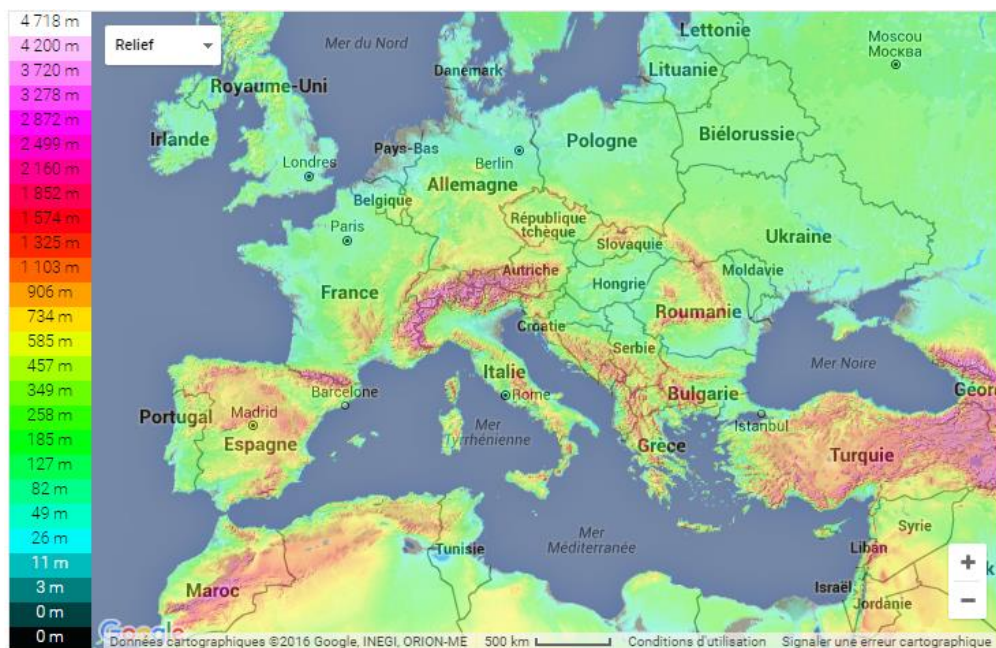 4 718 m
4 200 m
3 720 m
3 278 m
2 872 m
2 499 m
2 160 m
1 852 m
1 574 m
1 325 m
1 103 m
906 m
734 m
585 m
457 m
349 m
258 m
185 m
127 m
82 m
49 m
26 m
11 m
3 m
0 m
0 m
Relief
Mer du Nord
Lettonie
Moscou
Москва
Danemark
Lituanie
Royaume-Uni
Irlande
Pays-Bas
Pologne
Biélorussie
Londres
Berlin
Allemagne
Belgique
Paris
République
tchèque
Ukraine
Slovaquie
Autriche
Moldavie
Hongrie
France
Roumanie
Croatie
Serbie
Mer Noire
Italie
Bulgarie
Géor
Barcelone
Rome
Portugal
Madrid
Istanbul
Espagne
Mer
Tyrrhénienne
Grèce
Turquie
Syrie
Mer
Méditerranée
Tunisie
Liban
Maroc
Israël
Jordanie
k
+
−
Google
Données cartographiques ©2016 Google, INEGI, ORION-ME
500 km
Conditions d'utilisation
Signaler une erreur cartographique